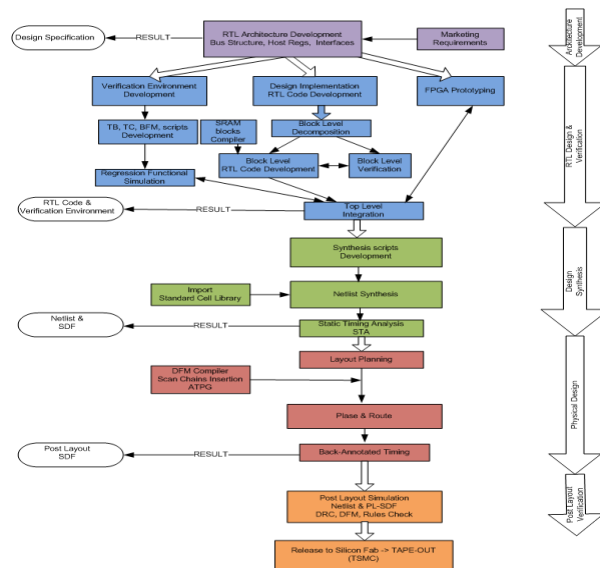 Design Specification
RESULT
RTL Architecture Development
Bus Structure, Host Regs, Interfaces
Marketing
Requirements
Architecture
Development
Verification Environment
Development
Design Implementation
RTL Code Development
FPGA Prototyping
TB, TC, BFM, scripts
Development
SRAM
blocks
Compiler
Block Level
Decomposition
RTL Design &
Verification
Regression Functional
Simulation
Block Level
RTL Code Development
Block Level
Verification
RTL Code &
Verification Environment
RESULT
Top Level
Integration
Synthesis scripts
Development
Design
Synthesis
Import
Standard Cell Library
Netlist Synthesis
Netlist &
SDF
RESULT
Static Timing Analysis
STA
Layout Planning
DFM Compiler
Scan Chains Insertion
ATPG
Physical Design
Plase & Route
Post Layout
SDF
RESULT
Back-Annotated Timing
Post Layout Simulation
Netlist & PL-SDF
DRC, DFM, Rules Check
Post Layout
Verification
Release to Silicon Fab -> TAPE-OUT
(TSMC)